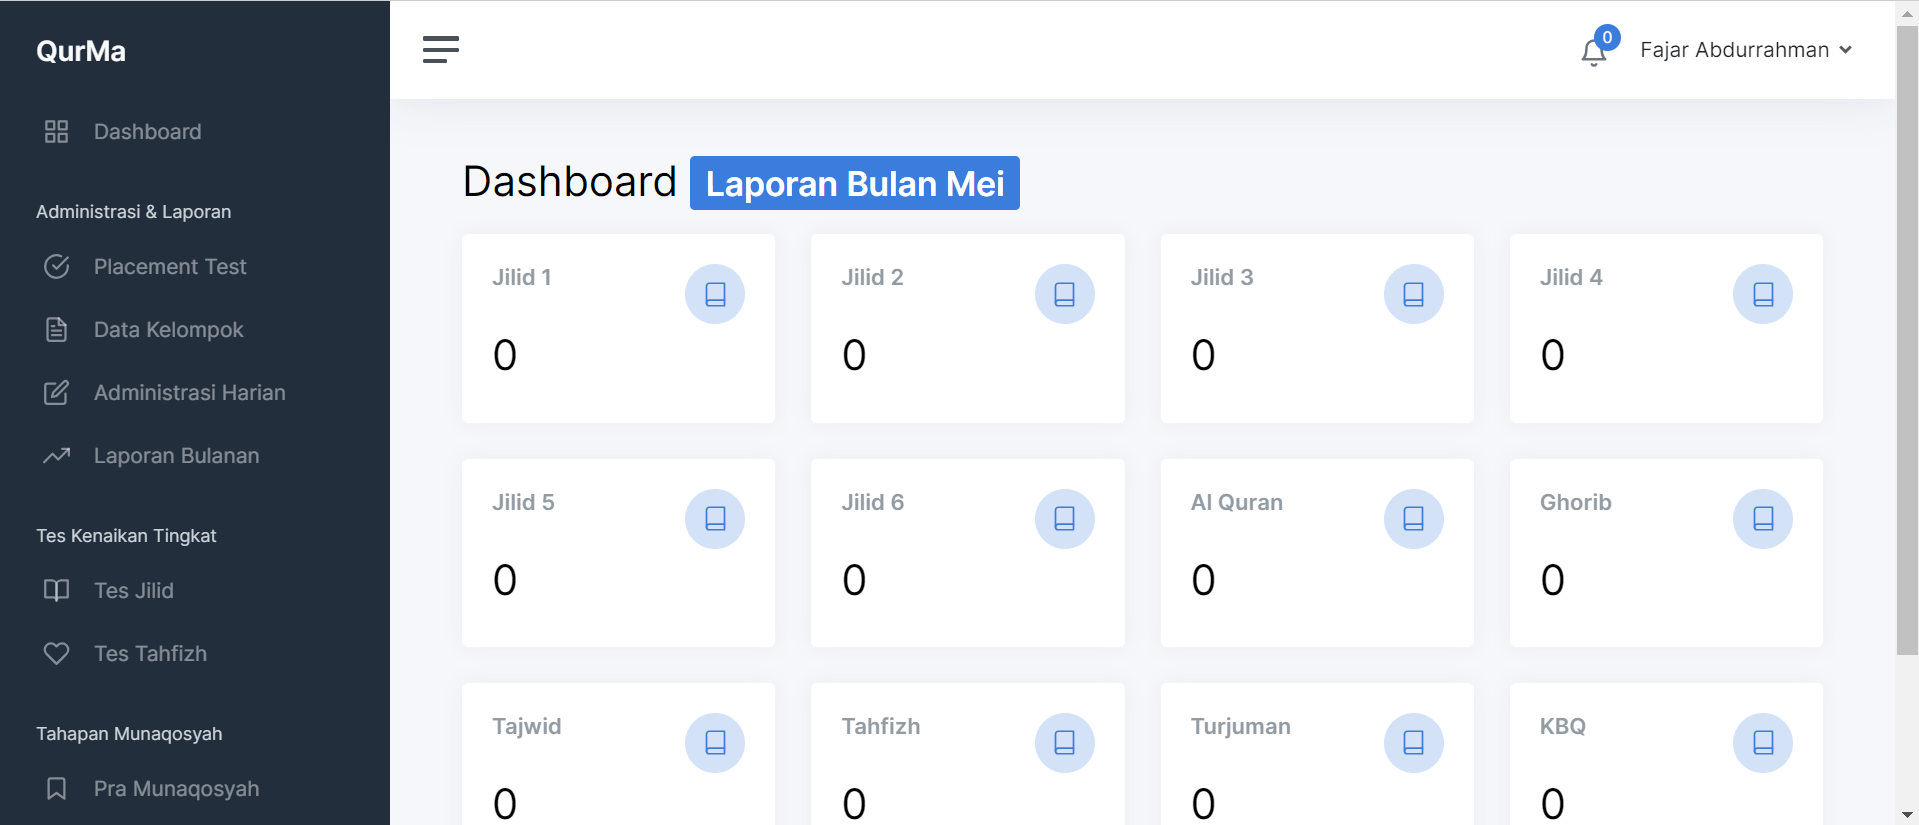 QurMa
Dashboard
Administrasi & Laporan
Placement Test
Data Kelompok
Administrasi Harian
Laporan Bulanan
Tes Kenaikan Tingkat
Tes Jilid
Tes Tahfizh
Tahapan Munaqosyah
Pra Munaqosyah
0
Fajar Abdurrahman
Dashboard Laporan Bulan Mei
Jilid 1
0
Jilid 2
0
Jilid 3
0
Jilid 4
0
Jilid 5
0
Jilid 6
0
Al Quran
0
Ghorib
0
Tajwid
0
Tahfizh
0
Turjuman
0
KBQ
0